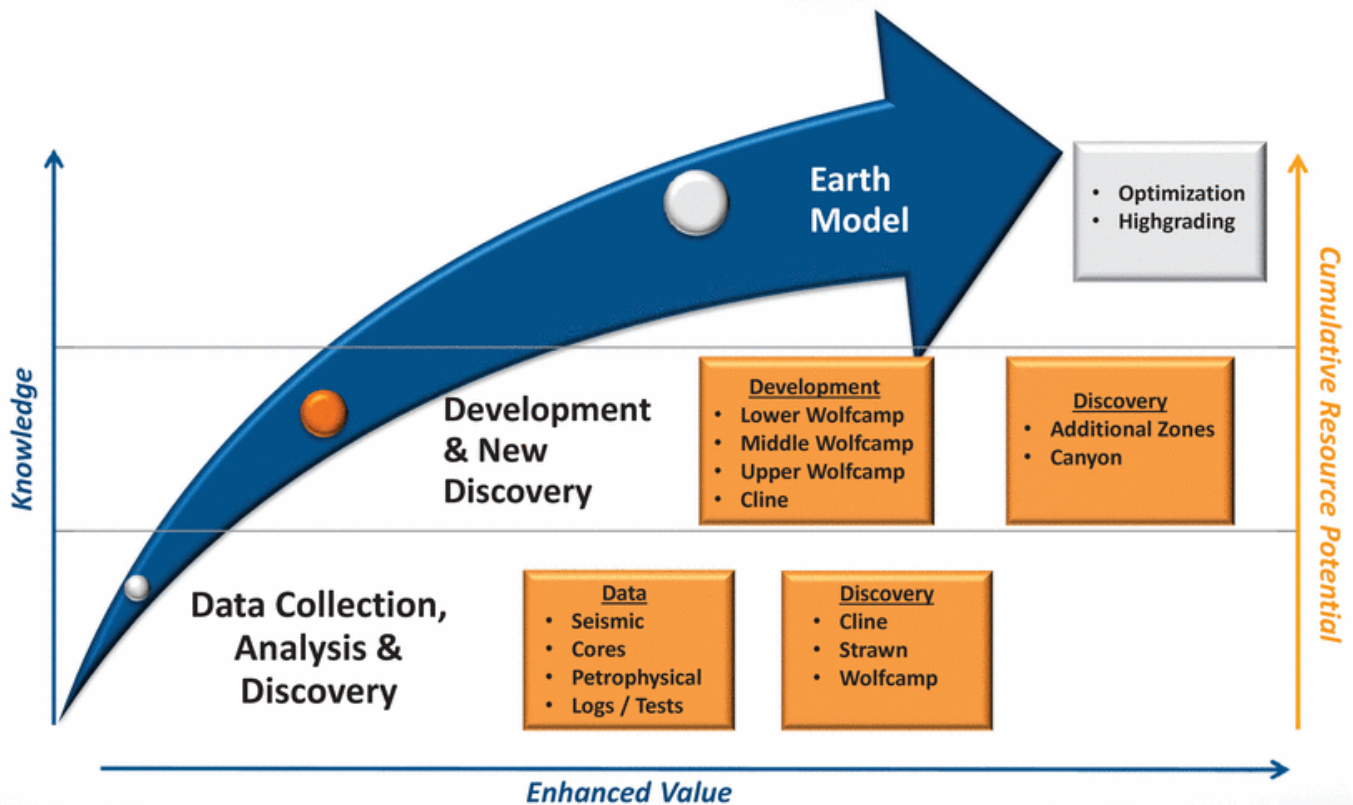 Earth
Model
• Optimization
• Highgrading
Knowledge
Cumulative Resource Potential
Development
& New
Discovery
Development
• Lower Wolfcamp
• Middle Wolfcamp
• Upper Wolfcamp
• Cline
Discovery
• Additional Zones
• Canyon
Data Collection,
Analysis &
Discovery
Data
• Seismic
• Cores
• Petrophysical
• Logs / Tests
Discovery
• Cline
• Strawn
• Wolfcamp
Enhanced Value